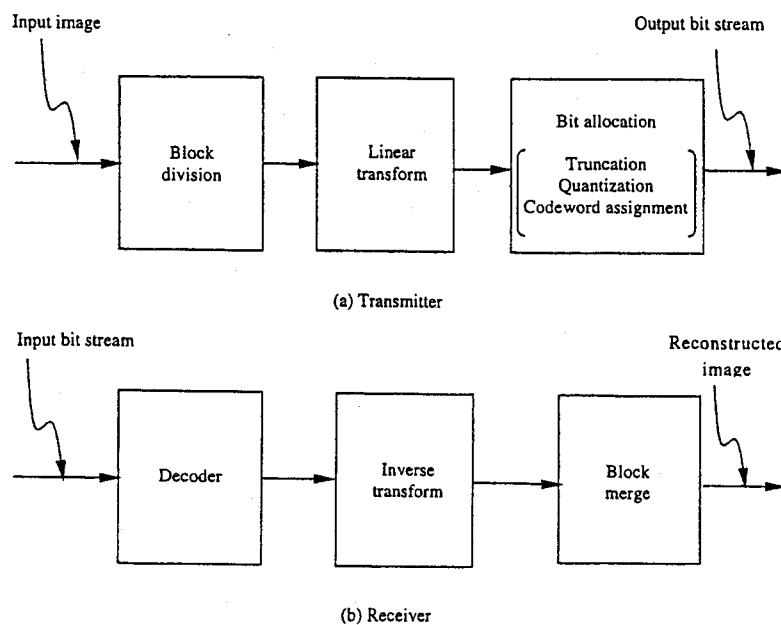 Input image
Output bit stream
Block
division
Linear
transform
Bit allocation
Truncation
Quantization
Codeword assignment
(a) Transmitter
Input bit stream
Reconstructed
image
Decoder
Inverse
transform
Block
merge
(b) Receiver